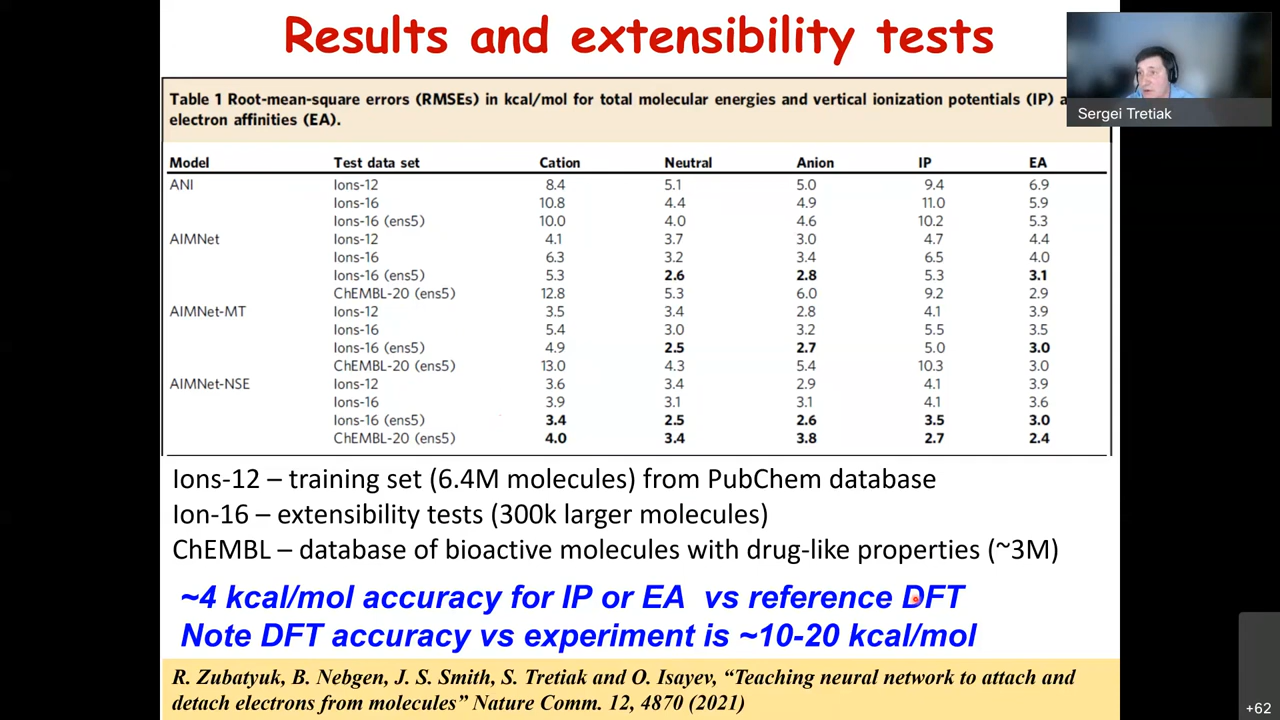 Results and extensibility tests
Sergei Tretiak
Table 1 Root-mean-square errors (RMSEs) in kcal/mol for total molecular energies and vertical ionization potentials (IP) a
electron affinities (EA).
Model Test data set Cation Neutral Anion IP EA
ANI Ions-12 8.4 5.1 5.0 9.4 6.9
Ions-16 10.8 4.4 4.9 11.0 5.9
Ions-16 (ens5) 10.0 4.0 4.6 10.2 5.3
AIMNet Ions-12 4.1 3.7 3.0 4.7 4.4
Ions-16 6.3 3.2 3.4 6.5 4.0
Ions-16 (ens5) 5.3 2.6 2.8 5.3 3.1
ChEMBL-20 (ens5) 12.8 5.3 6.0 9.2 2.9
AIMNet-MT Ions-12 3.5 3.4 2.8 4.1 3.9
Ions-16 5.4 3.0 3.2 5.5 3.5
Ions-16 (ens5) 4.9 2.5 2.7 5.0 3.0
ChEMBL-20 (ens5) 13.0 4.3 5.4 10.3 3.0
AIMNet-NSE Ions-12 3.6 3.4 2.9 4.1 3.9
Ions-16 3.9 3.1 3.1 4.1 3.6
Ions-16 (ens5) 3.4 2.5 2.6 3.5 3.0
ChEMBL-20 (ens5) 4.0 3.4 3.8 2.7 2.4
Ions-12 – training set (6.4M molecules) from PubChem database
Ion-16 – extensibility tests (300k larger molecules)
ChEMBL – database of bioactive molecules with drug-like properties (~3M)
~4 kcal/mol accuracy for IP or EA vs reference DFT
Note DFT accuracy vs experiment is ~10-20 kcal/mol
R. Zubatyuk, B. Nebgen, J. S. Smith, S. Tretiak and O. Isayev, “Teaching neural network to attach and
detach electrons from molecules” Nature Comm. 12, 4870 (2021)
+62